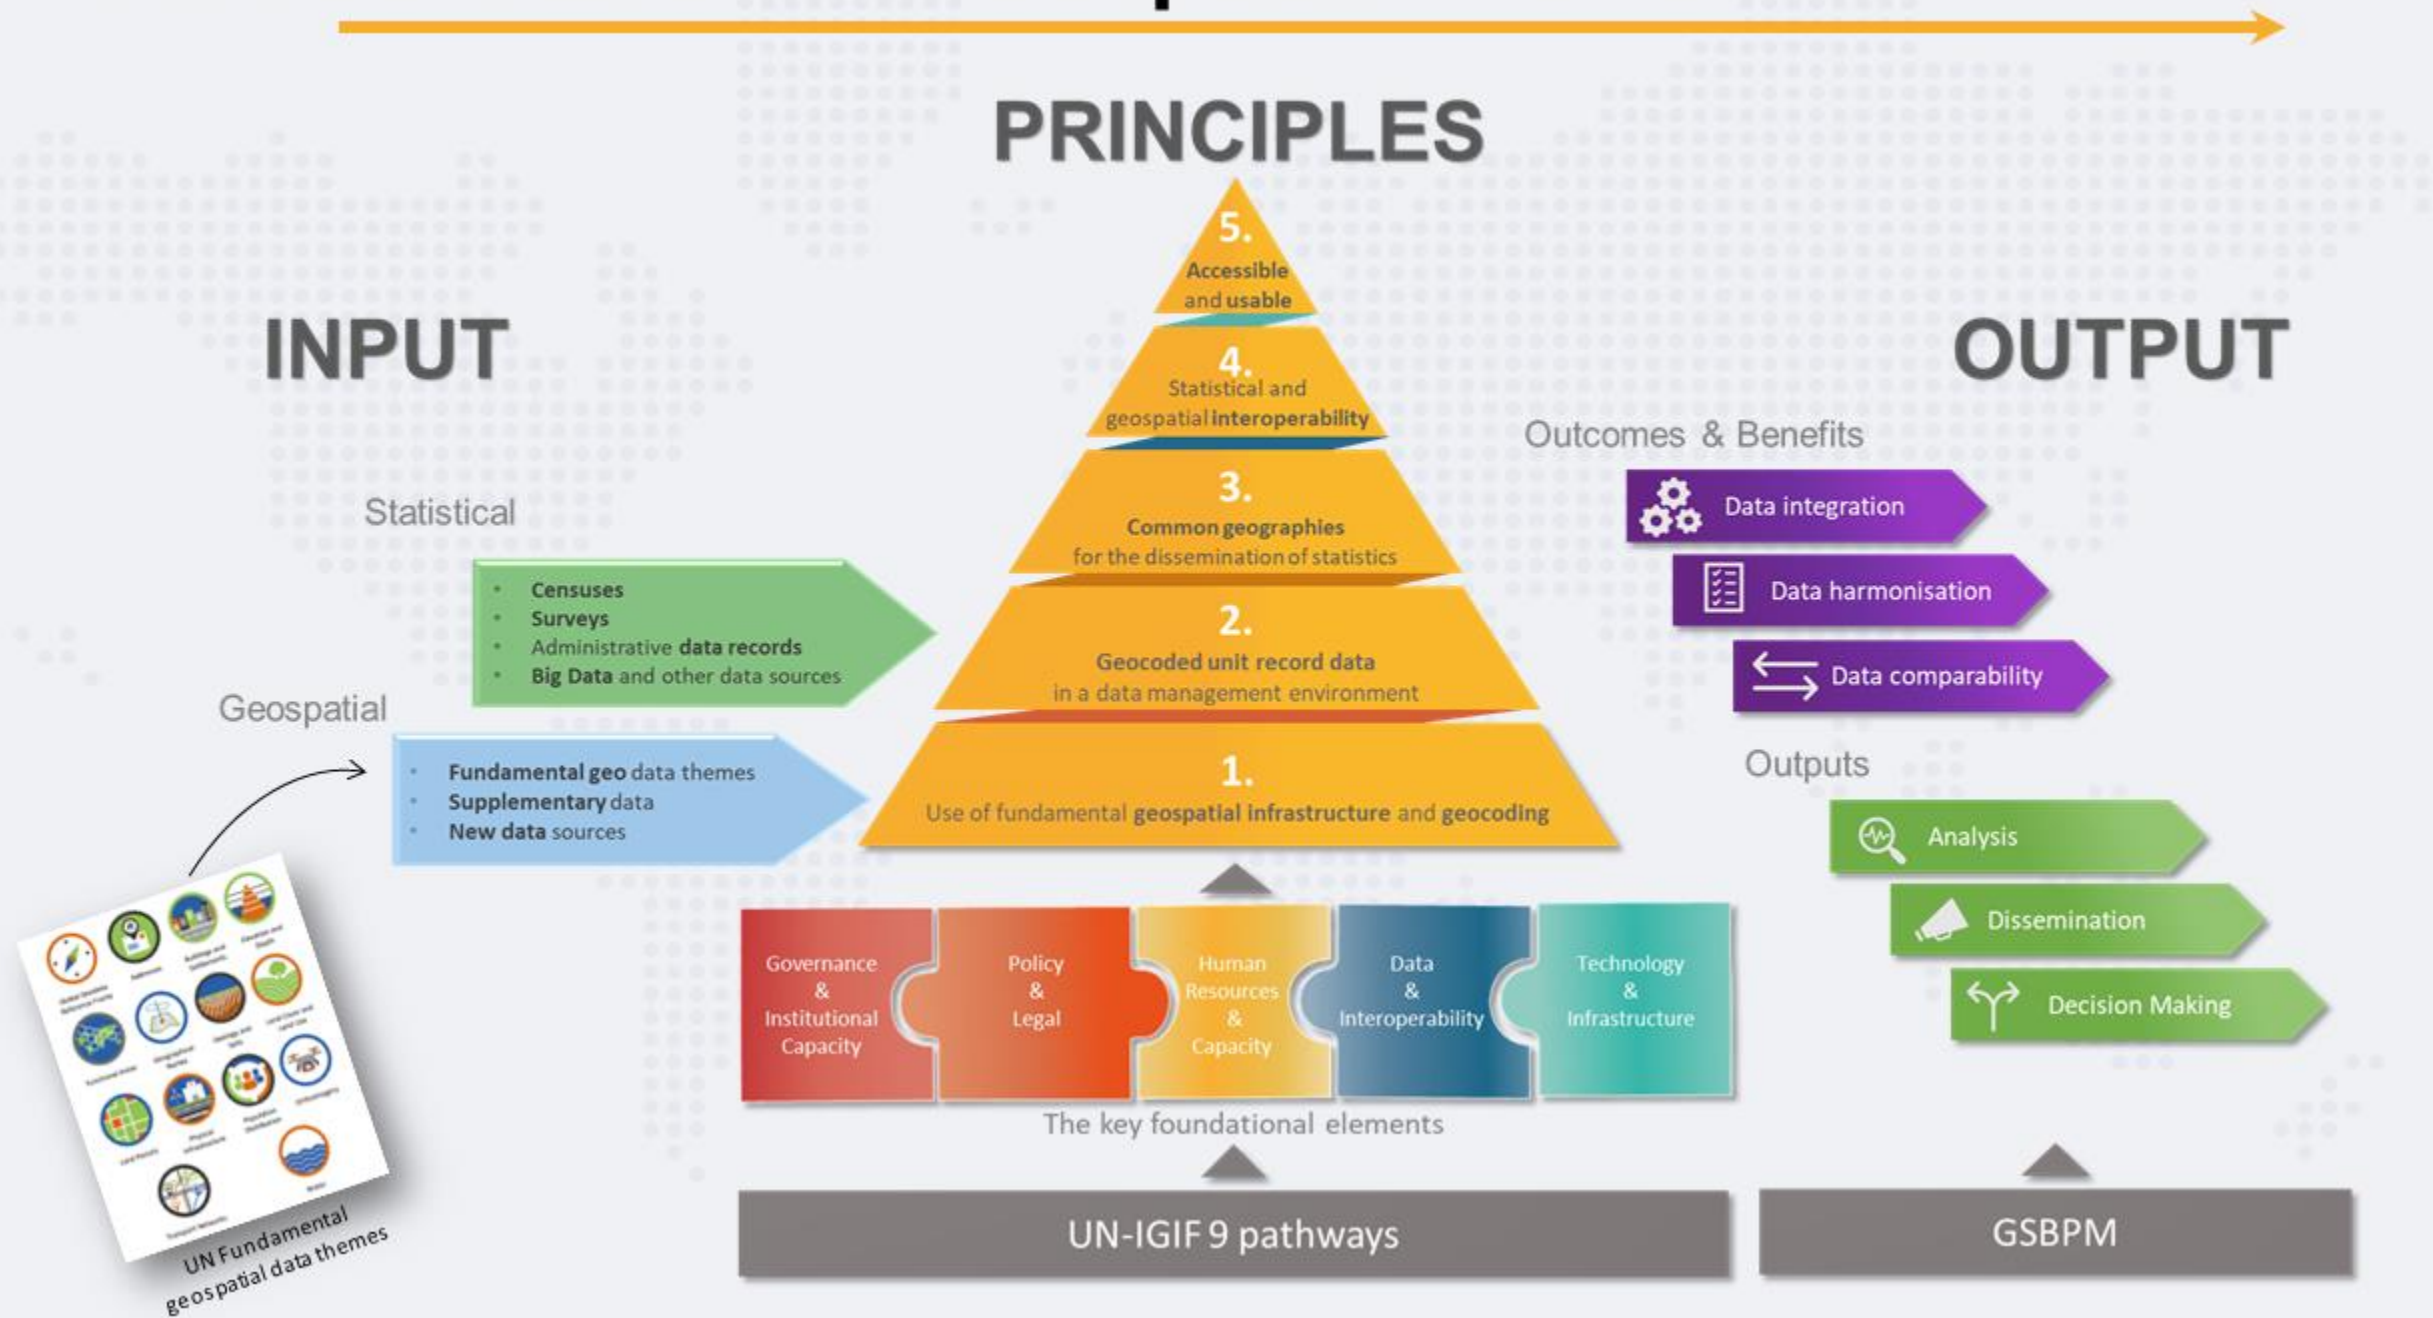 PRINCIPLES
INPUT
OUTPUT
5.
Accessible
and usable
4.
Statistical and
geospatial interoperability
3.
Common geographies
for the dissemination of statistics
2.
Geocoded unit record data
in a data management environment
1.
Use of fundamental geospatial infrastructure and geocoding
Statistical
• Censuses
• Surveys
• Administrative data records
• Big Data and other data sources
Geospatial
• Fundamental geo data themes
• Supplementary data
• New data sources
UN Fundamental
geospatial data themes
Outcomes & Benefits
Data integration
Data harmonisation
Data comparability
Outputs
Analysis
Dissemination
Decision Making
Governance
&
Institutional
Capacity
Policy
&
Legal
Human
Resources
&
Capacity
Data
&
Interoperability
Technology
&
Infrastructure
The key foundational elements
UN-IGIF 9 pathways
GSBPM